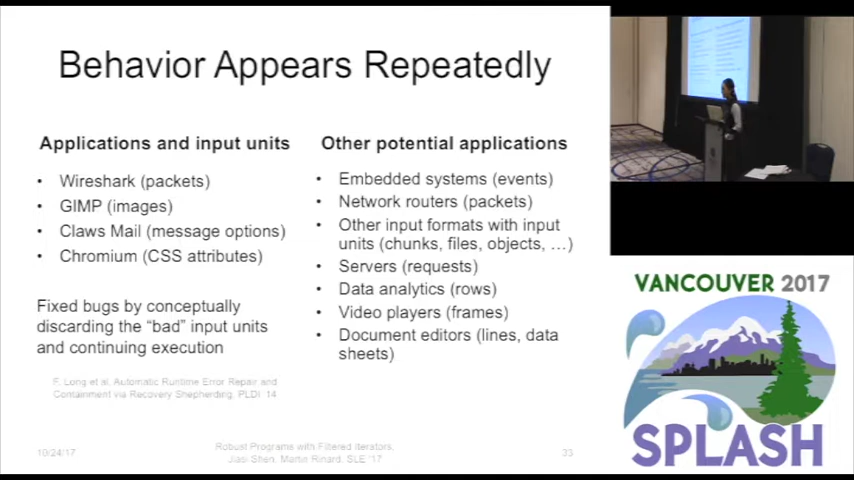 Behavior Appears Repeatedly
Applications and input units
• Wireshark (packets)
• GIMP (images)
• Claws Mail (message options)
• Chromium (CSS attributes)
Fixed bugs by conceptually
discarding the “bad” input units
and continuing execution
F. Long et al, Automatic Runtime Error Repair and
Containment via Recovery Shepherding, PLDI '14
Other potential applications
• Embedded systems (events)
• Network routers (packets)
• Other input formats with input
units (chunks, files, objects, …)
• Servers (requests)
• Data analytics (rows)
• Video players (frames)
• Document editors (lines, data
sheets)
10/24/17
Robust Programs with Filtered Iterators,
Jiasi Shen, Martin Rinard, SLE '17
33
VANCOUVER 2017
SPLASH